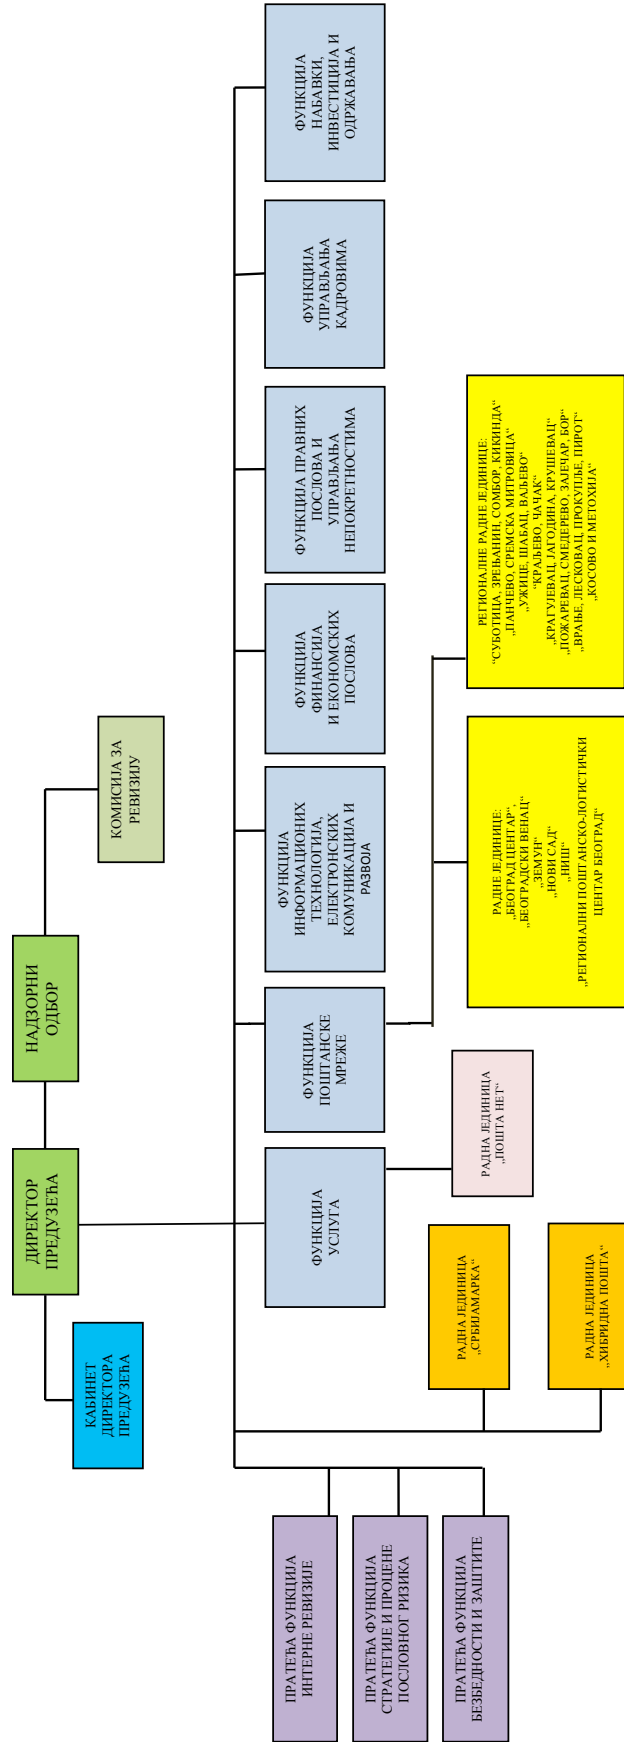 НАДЗОРНИ
ОДБОР
КОМИСИЈА ЗА
РЕВИЗИЈУ
ДИРЕКТОР
ПРЕДУЗЕЋА
КАБИНЕТ
ДИРЕКТОРА
ПРЕДУЗЕЋА
ФУНКЦИЈА
УСЛУГА
ФУНКЦИЈА
ПОШТАНСКЕ
МРЕЖЕ
ФУНКЦИЈА
ИНФОРМАЦИОНИХ
ТЕХНОЛОГИЈА,
ЕЛЕКТРОНСКИХ
КОМУНИКАЦИЈА И
РАЗВОЈА
ФУНКЦИЈА
ФИНАНСИЈА
И ЕКОНОМСКИХ
ПОСЛОВА
ФУНКЦИЈА ПРАВНИХ
ПОСЛОВА И
УПРАВЉАЊА
НЕПОКРЕТНОСТИМА
ФУНКЦИЈА
УПРАВЉАЊА
КАДРОВИМА
ФУНКЦИЈА
НАБАВКИ,
ИНВЕСТИЦИЈА И
ОДРЖАВАЊА
ПРАТЕЋА ФУНКЦИЈА
ИНТЕРНЕ РЕВИЗИЈЕ
ПРАТЕЋА ФУНКЦИЈА
СТРАТЕГИЈЕ И ПРОЦЕНЕ
ПОСЛОВНОГ РИЗИКА
ПРАТЕЋА ФУНКЦИЈА
БЕЗБЕДНОСТИ И ЗАШТИТЕ
РАДНА ЈЕДИНИЦА
„СРБИЈАМАРКА“
РАДНА ЈЕДИНИЦА
„ХИБРИДНА ПОШТА“
РАДНА ЈЕДИНИЦА
„ПОШТА НЕТ“
РАДНЕ ЈЕДИНИЦЕ:
„БЕОГРАД ЦЕНТАР“,
„БЕОГРАДСКИ ВЕНАЦ“
„ЗЕМУН“
„НОВИ САД“
„НИШ“
„РЕГИОНАЛНИ ПОШТАНСКО-ЛОГИСТИЧКИ
ЦЕНТАР БЕОГРАД“
РЕГИОНАЛНЕ РАДНЕ ЈЕДИНИЦЕ:
“СУБОТИЦА, ЗРЕЊАНИН, СОМБОР, КИКИНДА“
„ПАНЧЕВО, СРЕМСКА МИТРОВИЦА“
„УЖИЦЕ, ШАБАЦ, ВАЉЕВО“
“КРАЉЕВО, ЧАЧАК“
„КРАГУЈЕВАЦ, ЈАГОДИНА, КРУШЕВАЦ“
„ПОЖАРЕВАЦ, СМЕДЕРЕВО, ЗАЈЕЧАР, БОР“
„ВРАЊЕ, ЛЕСКОВАЦ, ПРОКУПЉЕ, ПИРОТ“
„КОСОВО И МЕТОХИЈА“